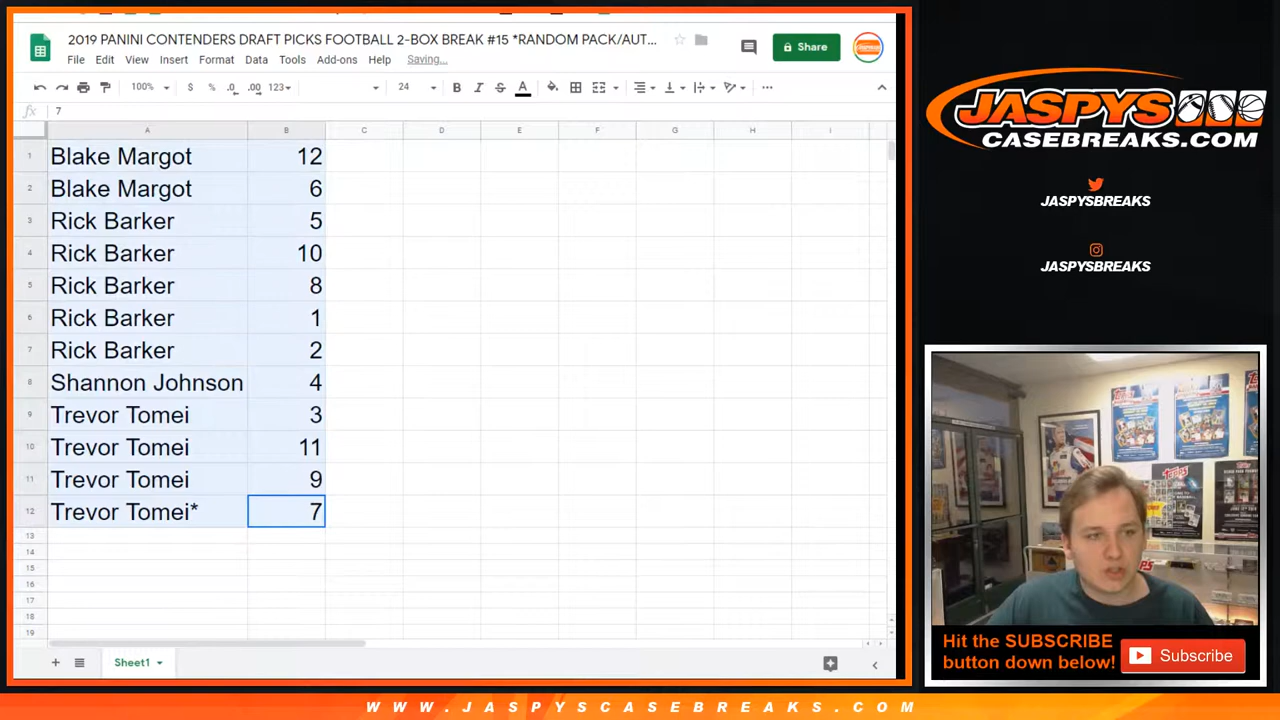 2019 PANINI CONTENDERS DRAFT PICKS FOOTBALL 2-BOX BREAK #15 *RANDOM PACK/AUT...
File Edit View Insert Format Data Tools Add-ons Help Saving...
Share
100% $ % .0 .00 123 24 B I S A
fx 7
A B C D E F G H I
1 Blake Margot 12
2 Blake Margot 6
3 Rick Barker 5
4 Rick Barker 10
5 Rick Barker 8
6 Rick Barker 1
7 Rick Barker 2
8 Shannon Johnson 4
9 Trevor Tomei 3
10 Trevor Tomei 11
11 Trevor Tomei 9
12 Trevor Tomei* 7
13
14
15
16
17
18
19
Sheet1
JASPYS
CASEBREAKS.COM
JASPYSBREAKS
JASPYSBREAKS
Topps
Topps
Topps
Hit the SUBSCRIBE
button down below!
Subscribe
WWW.JASPYSCASEBREAKS.COM